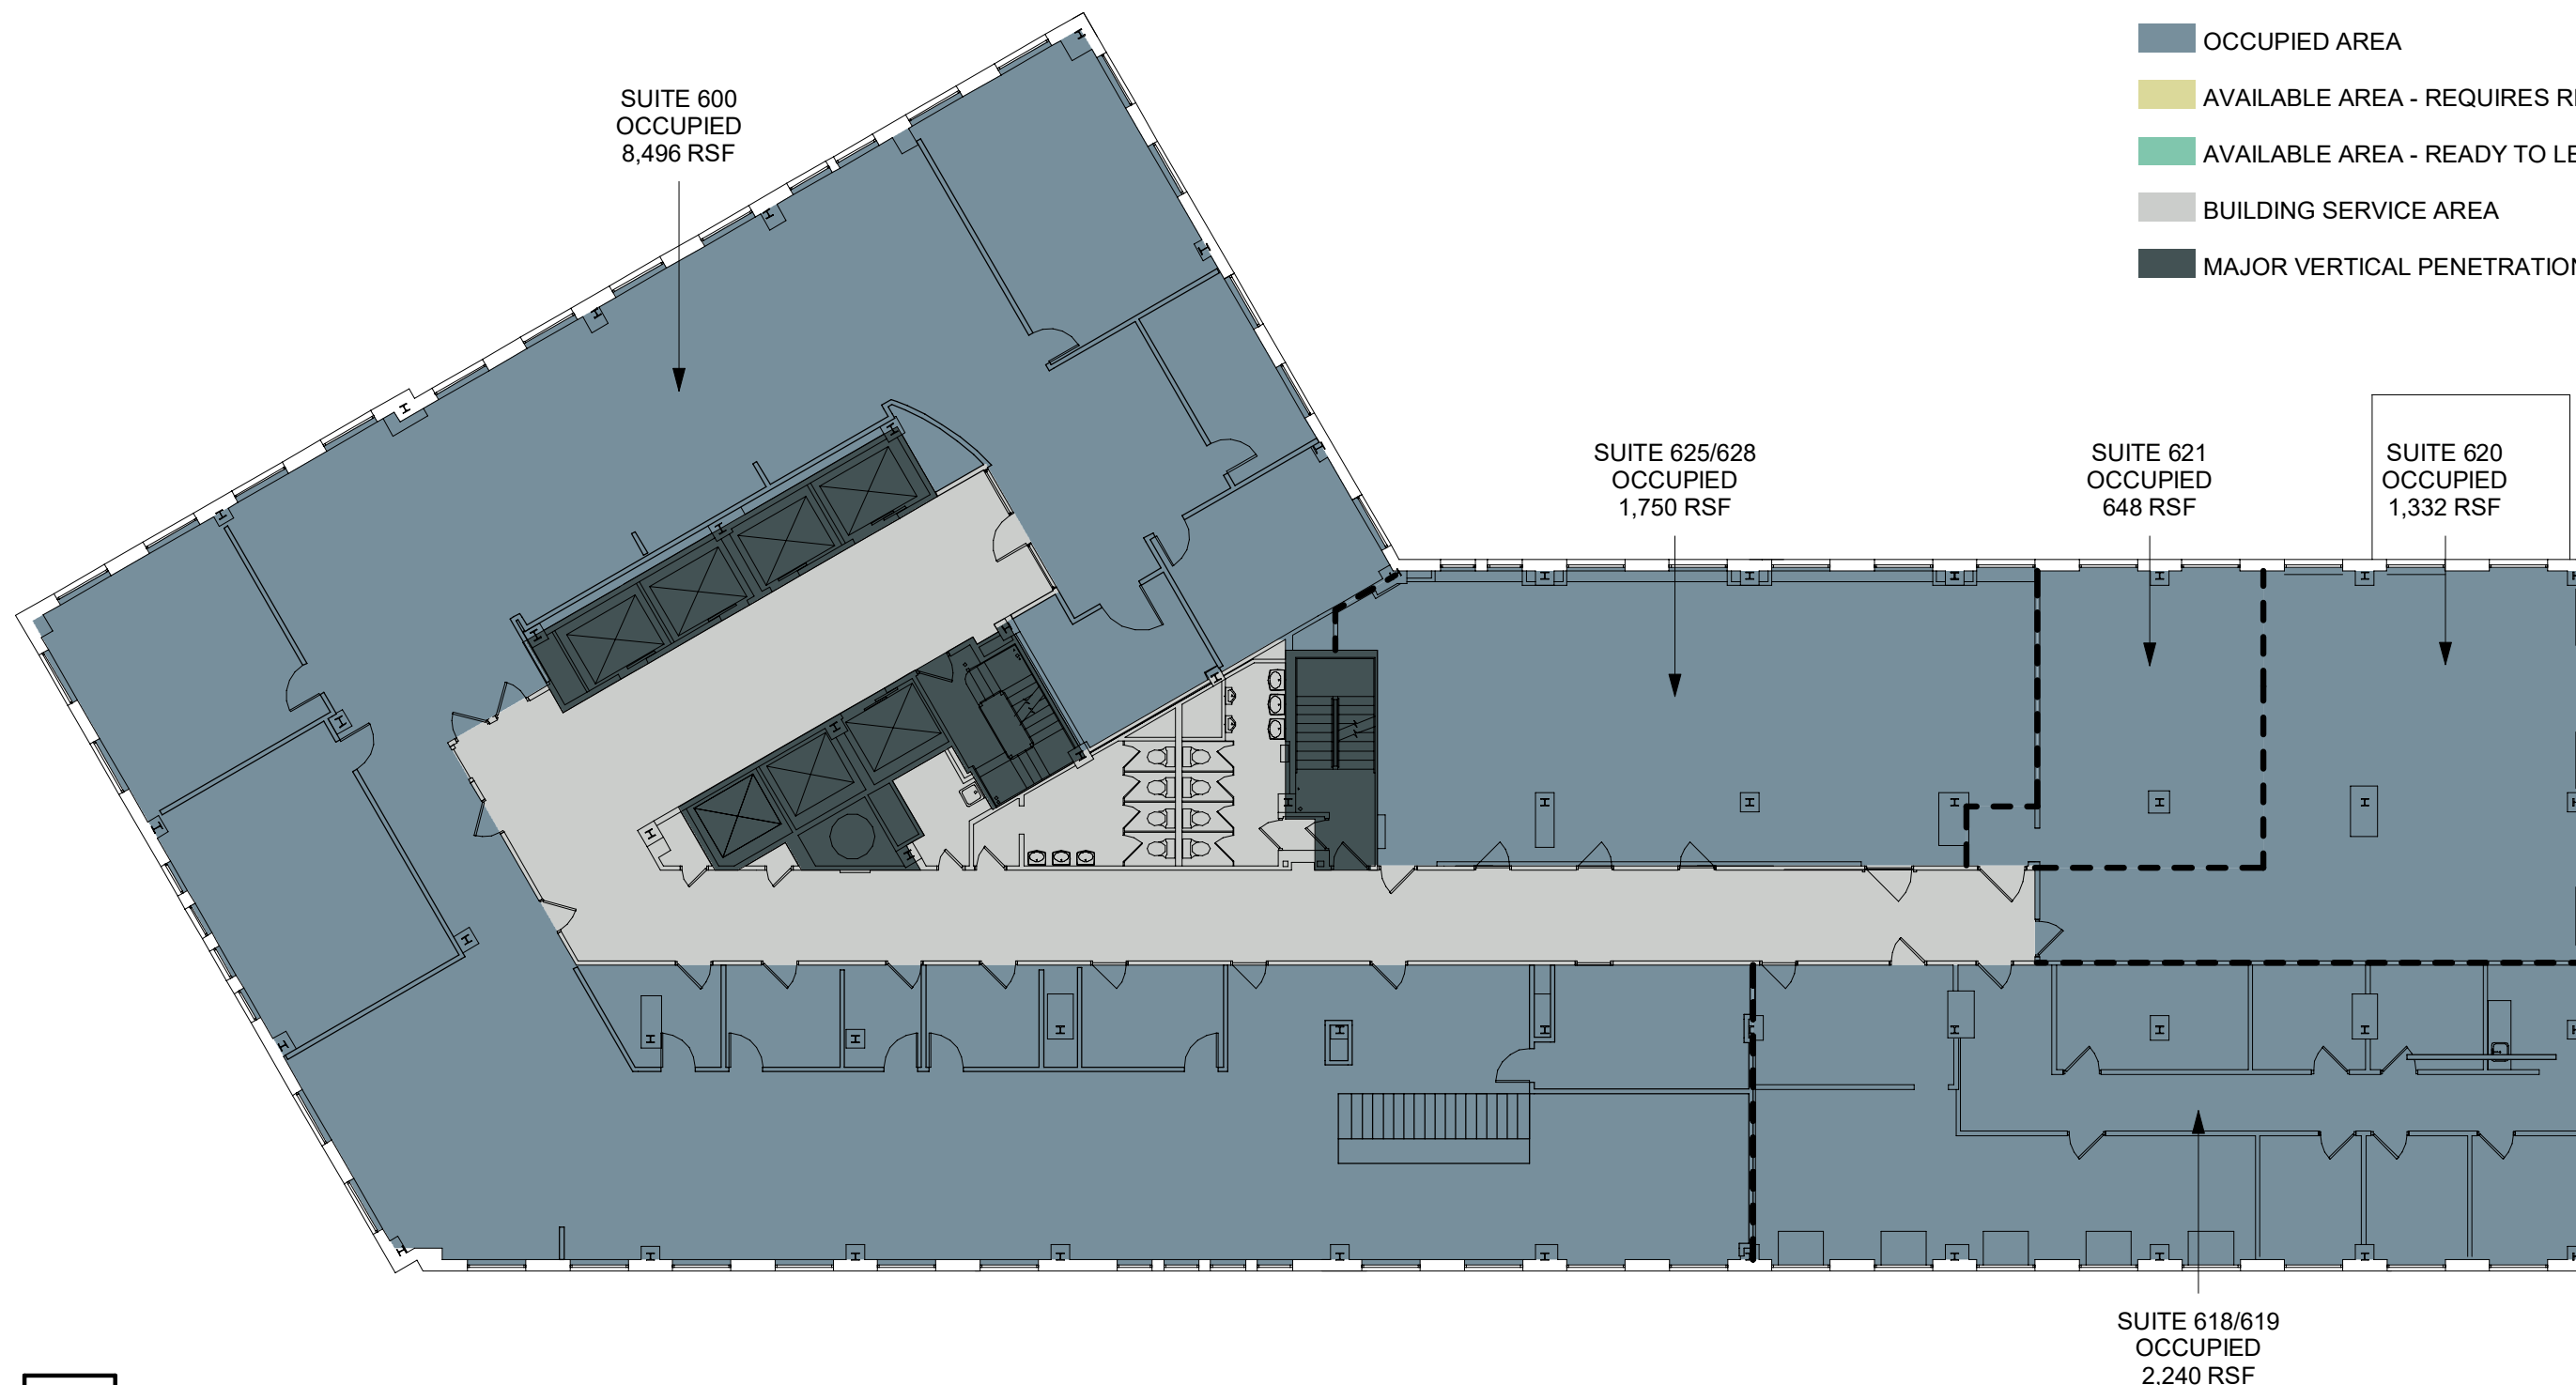 OCCUPIED AREA
AVAILABLE AREA - REQUIRES
AVAILABLE AREA - READY TO
BUILDING SERVICE AREA
MAJOR VERTICAL
SUITE 600
OCCUPIED
8,496 RSF
SUITE 625/628
OCCUPIED
1,750 RSF
SUITE 621
OCCUPIED
648 RSF
SUITE 620
OCCUPIED
1,332 RSF
SUITE 618/619
OCCUPIED
2,240 RSF